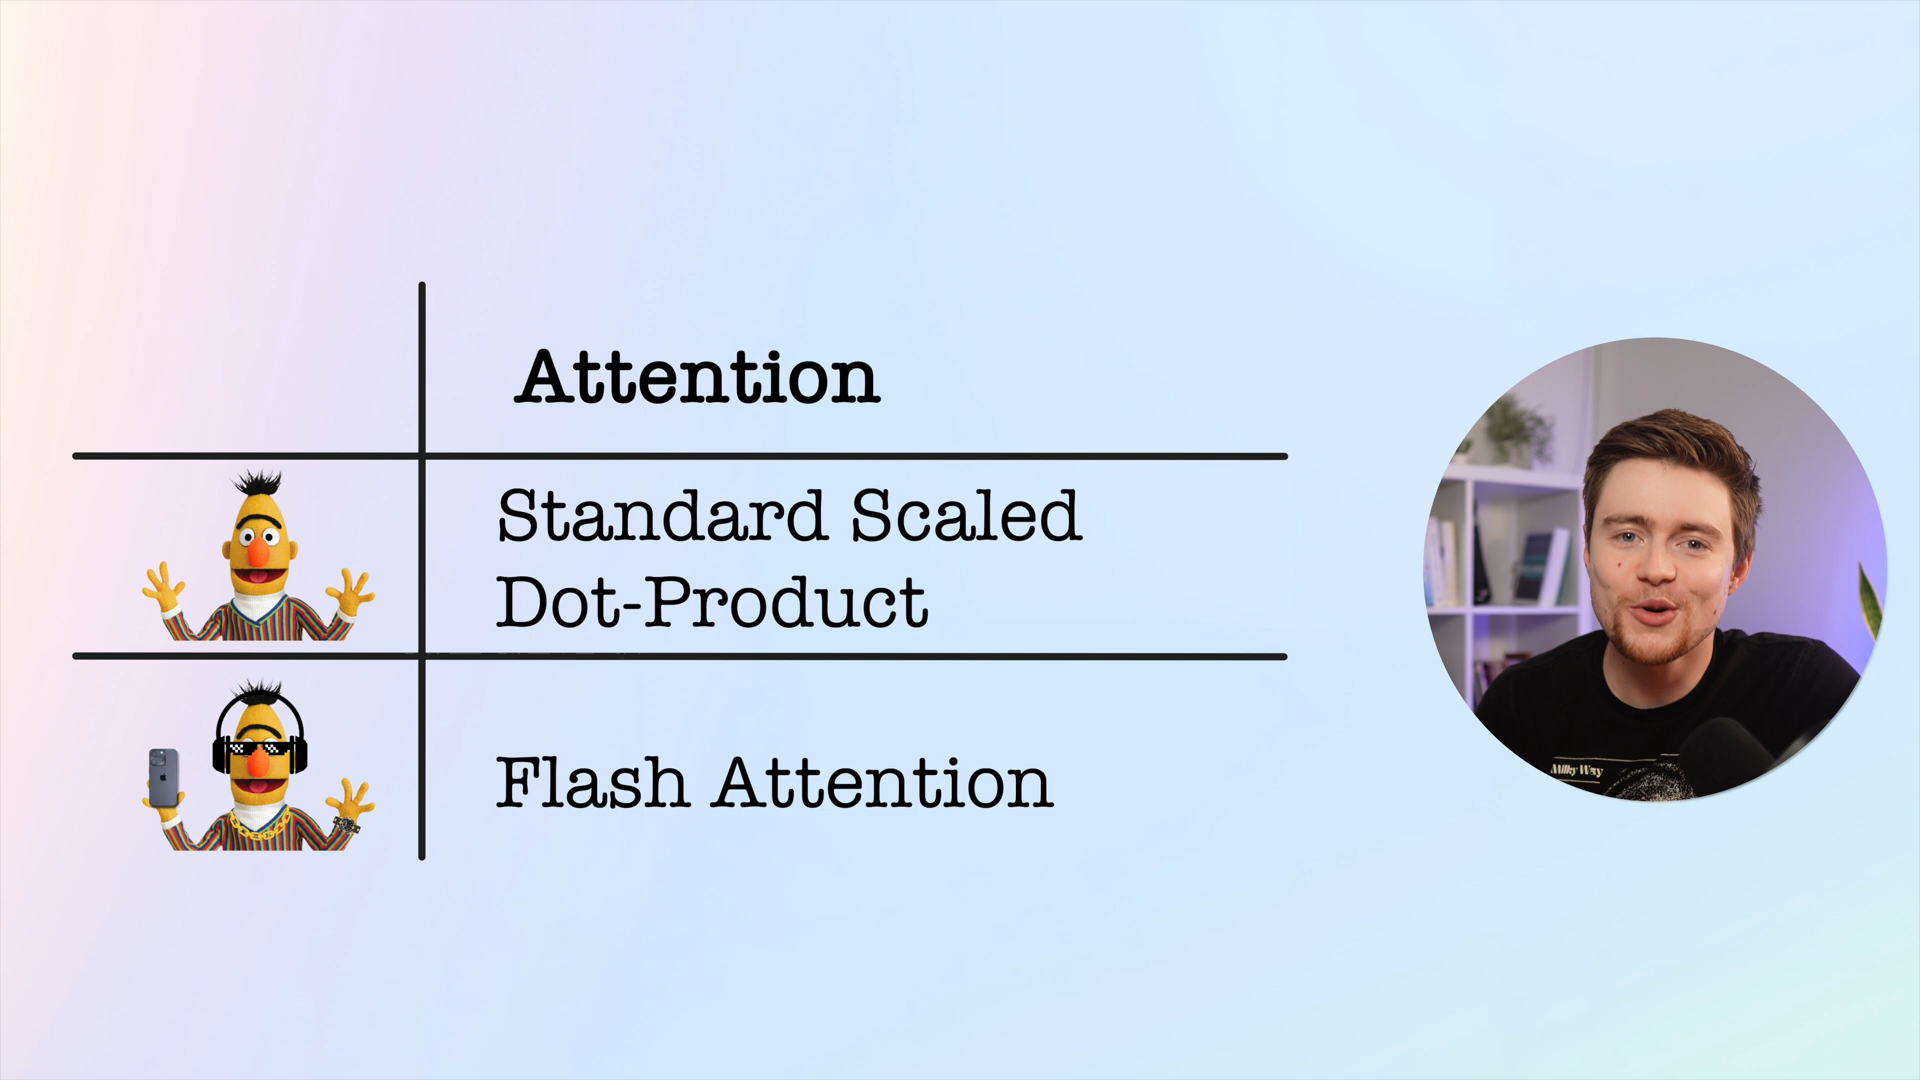 Attention
Standard Scaled
Dot-Product
Flash Attention
Milky Way